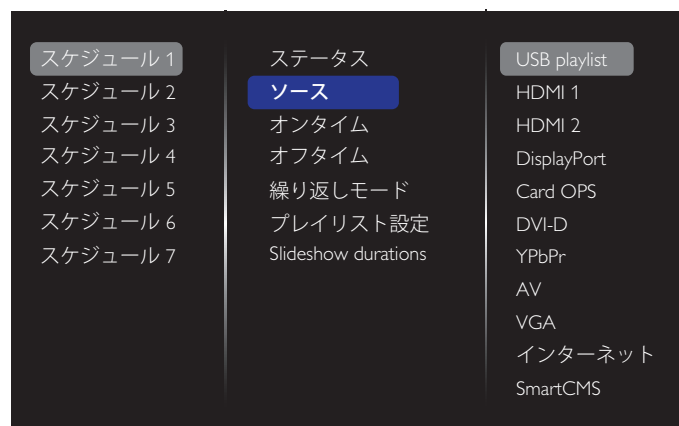 スケジュール 1
スケジュール 2
スケジュール 3
スケジュール 4
スケジュール 5
スケジュール 6
スケジュール 7
ステータス
ソース
オンタイム
オフタイム
繰り返しモード
プレイリスト設定
Slideshow durations
USB playlist
HDMI 1
HDMI 2
DisplayPort
Card OPS
DVI-D
YPbPr
AV
VGA
インターネット
SmartCMS